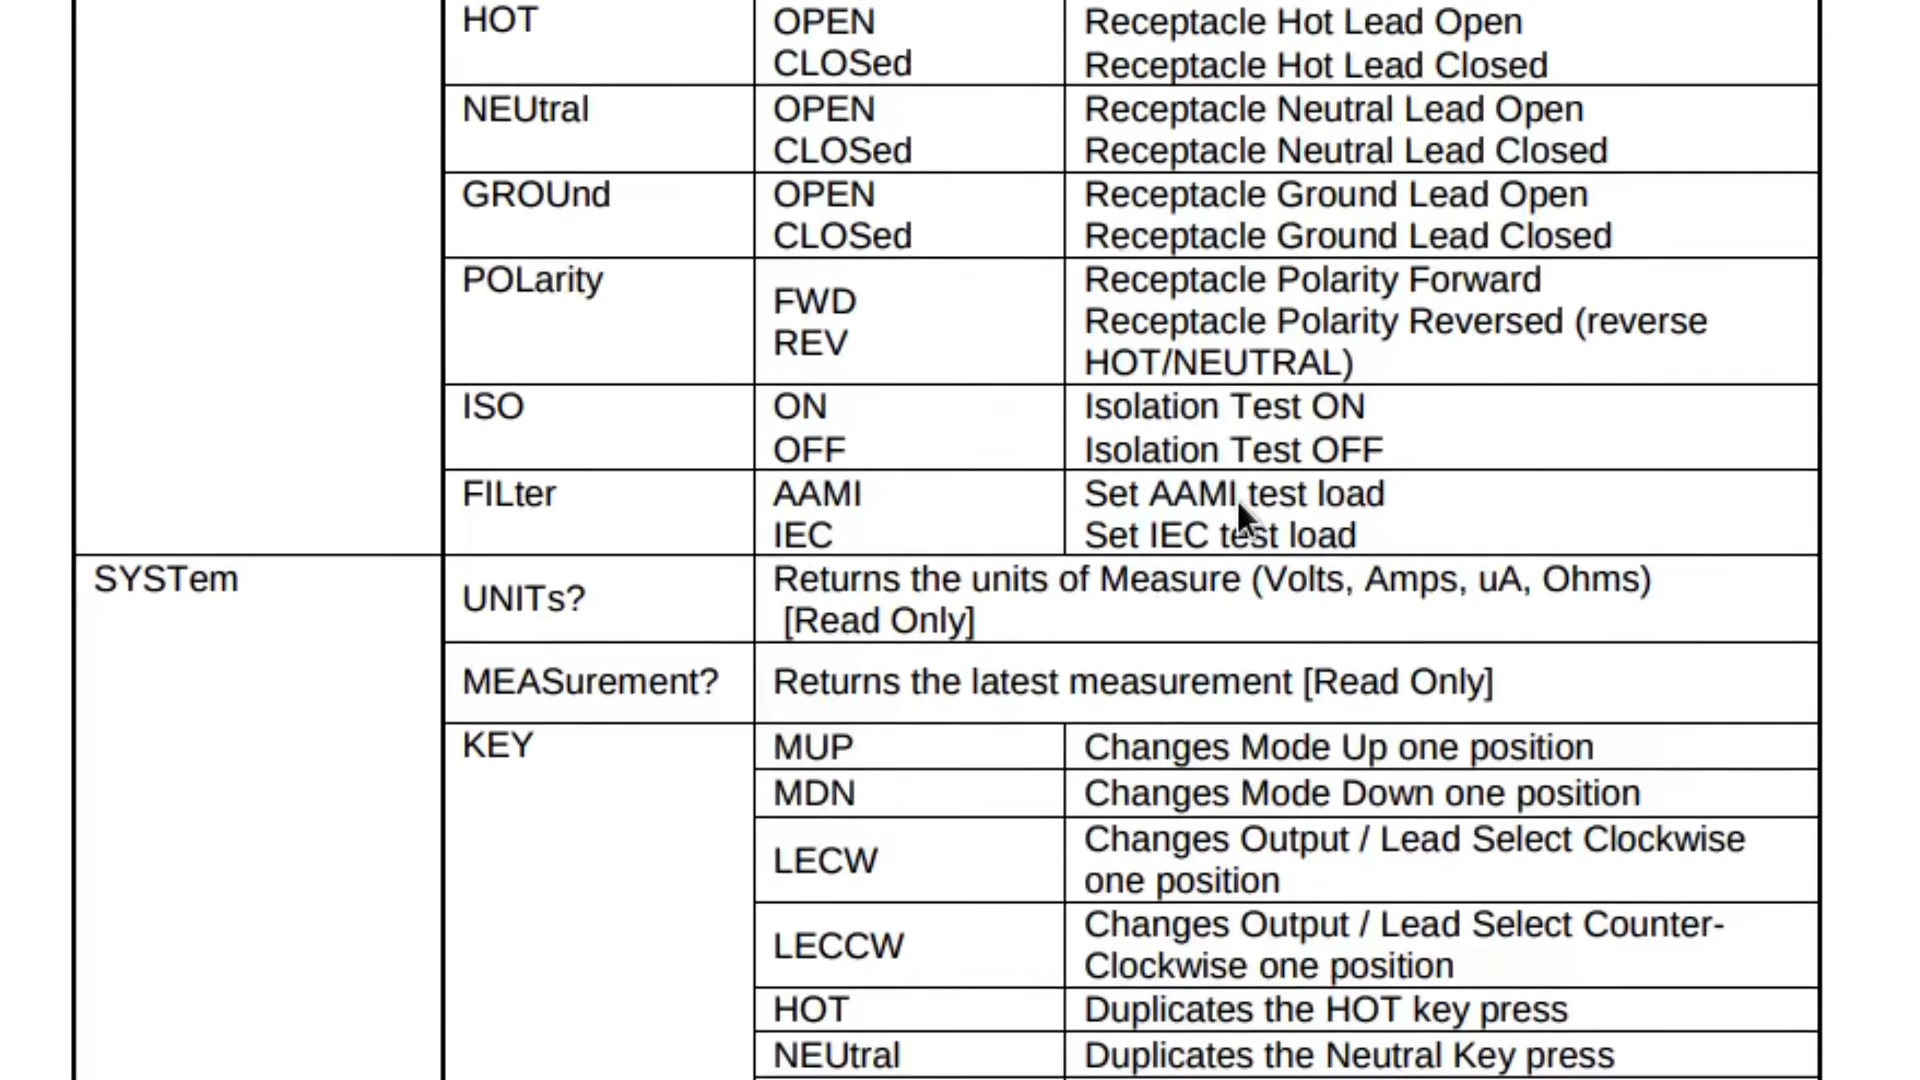 HOT
OPEN
Receptacle Hot Lead Open
CLOSed
Receptacle Hot Lead Closed
NEUtral
OPEN
Receptacle Neutral Lead Open
CLOSed
Receptacle Neutral Lead Closed
GROUnd
OPEN
Receptacle Ground Lead Open
CLOSed
Receptacle Ground Lead Closed
POLarity
FWD
REV
Receptacle Polarity Forward
Receptacle Polarity Reversed (reverse
HOT/NEUTRAL)
ISO
ON
Isolation Test ON
OFF
Isolation Test OFF
FILter
AAMI
Set AAMI test load
IEC
Set IEC test load
SYSTem
UNITs?
Returns the units of Measure (Volts, Amps, uA, Ohms)
[Read Only]
MEASurement?
Returns the latest measurement [Read Only]
KEY
MUP
Changes Mode Up one position
MDN
Changes Mode Down one position
LECW
Changes Output / Lead Select Clockwise
one position
LECCW
Changes Output / Lead Select Counter-
Clockwise one position
HOT
Duplicates the HOT key press
NEUtral
Duplicates the Neutral Key press